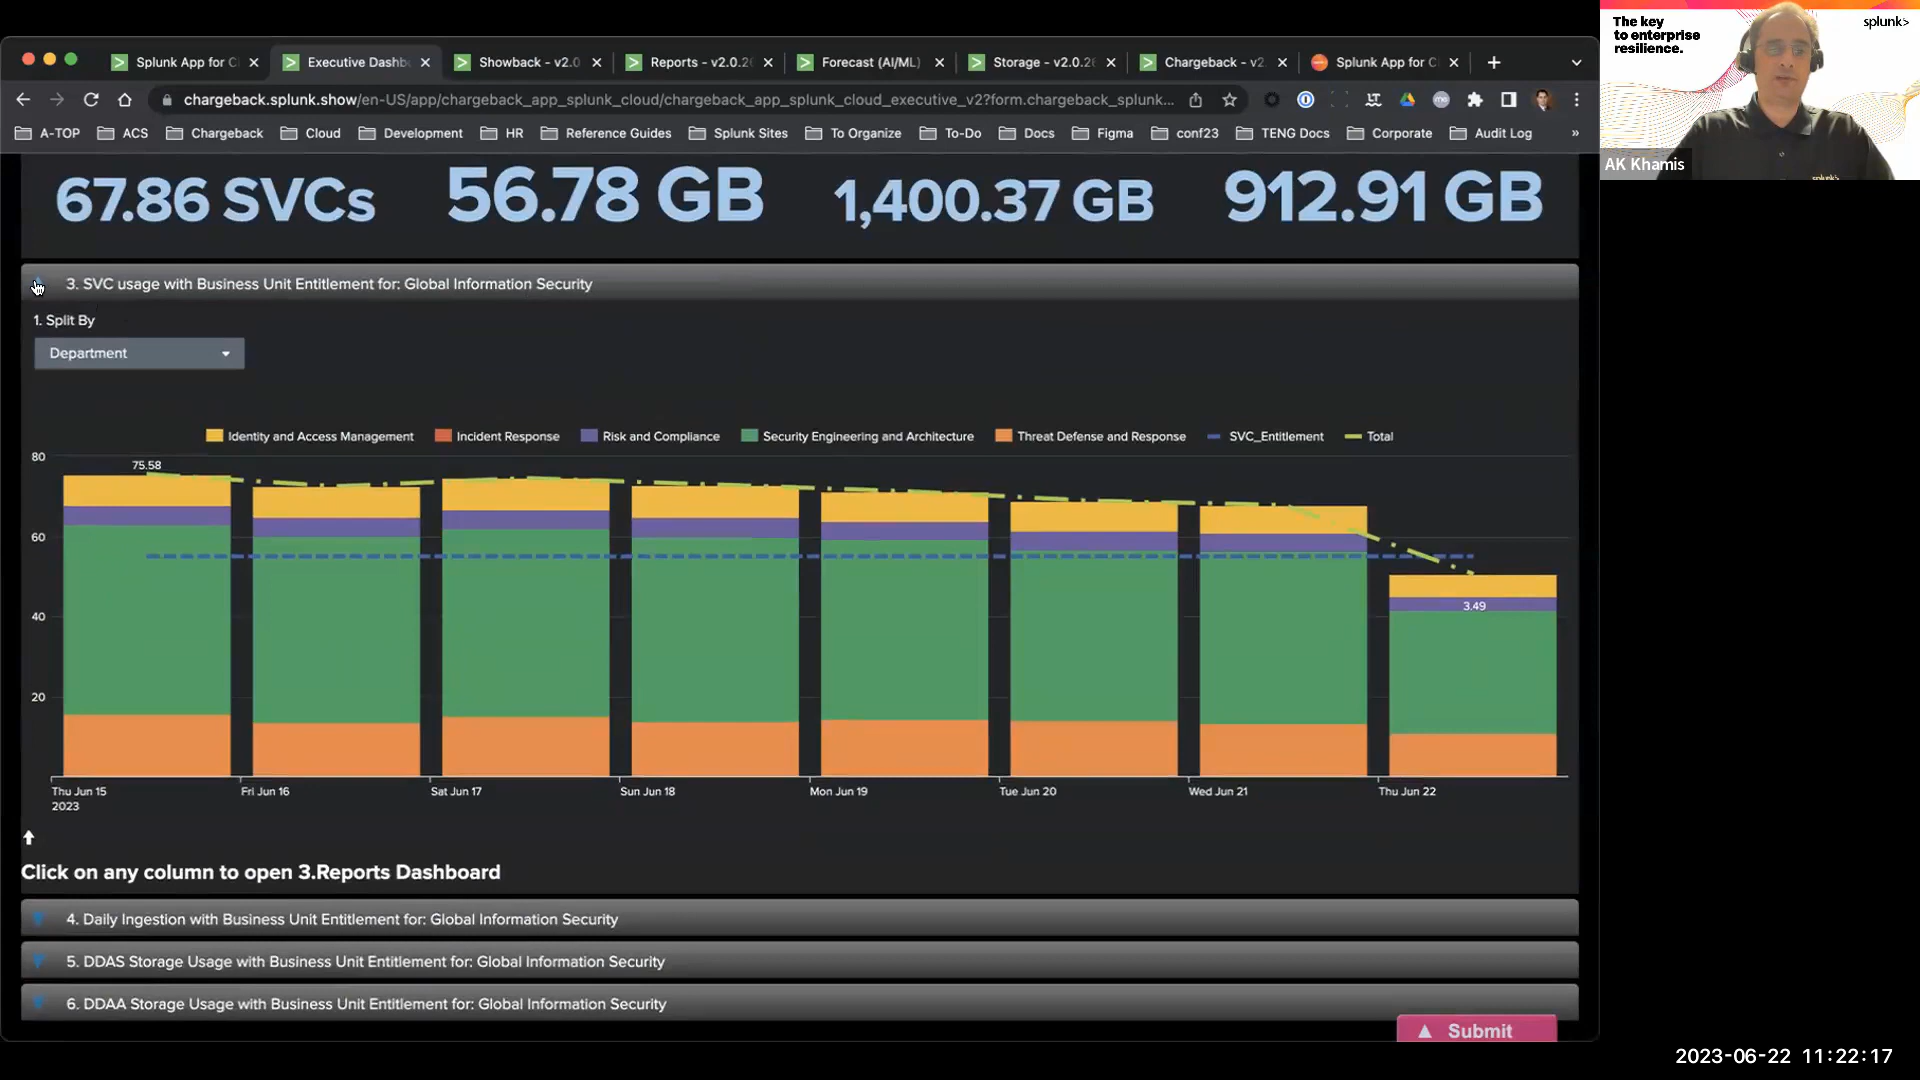 The key
to enterprise
resilience.
splunk>
AK Khamis
splunk>
Splunk App for C
Executive Dashb
Showback - v2.0
Reports - v2.0.2
Forecast (AI/ML)
Storage - v2.0.2
Chargeback - v2.
Splunk App for C
chargeback.splunk.show/en-US/app/chargeback_app_splunk_cloud/chargeback_app_splunk_cloud_executive_v2?form.chargeback_splunk...
A-TOP
ACS
Chargeback
Cloud
Development
HR
Reference Guides
Splunk Sites
To Organize
To-Do
Docs
Figma
conf23
TENG Docs
Corporate
Audit Log
»
67.86 SVCs
56.78 GB
1,400.37 GB
912.91 GB
3. SVC usage with Business Unit Entitlement for: Global Information Security
1. Split By
Department
Identity and Access Management
Incident Response
Risk and Compliance
Security Engineering and Architecture
Threat Defense and Response
SVC_Entitlement
Total
80
60
40
20
75.58
3.49
Thu Jun 15
2023
Fri Jun 16
Sat Jun 17
Sun Jun 18
Mon Jun 19
Tue Jun 20
Wed Jun 21
Thu Jun 22
Click on any column to open 3.Reports Dashboard
4. Daily Ingestion with Business Unit Entitlement for: Global Information Security
5. DDAS Storage Usage with Business Unit Entitlement for: Global Information Security
6. DDAA Storage Usage with Business Unit Entitlement for: Global Information Security
Submit
2023-06-22 11:22:17